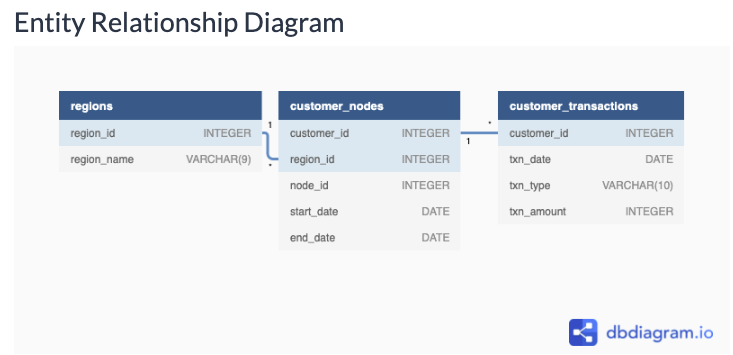 Entity Relationship Diagram
regions
region_id INTEGER
region_name VARCHAR(9)
1
*
customer_nodes
customer_id INTEGER
region_id INTEGER
node_id INTEGER
start_date DATE
end_date DATE
1
*
customer_transactions
customer_id INTEGER
txn_date DATE
txn_type VARCHAR(10)
txn_amount INTEGER
dbdiagram.io